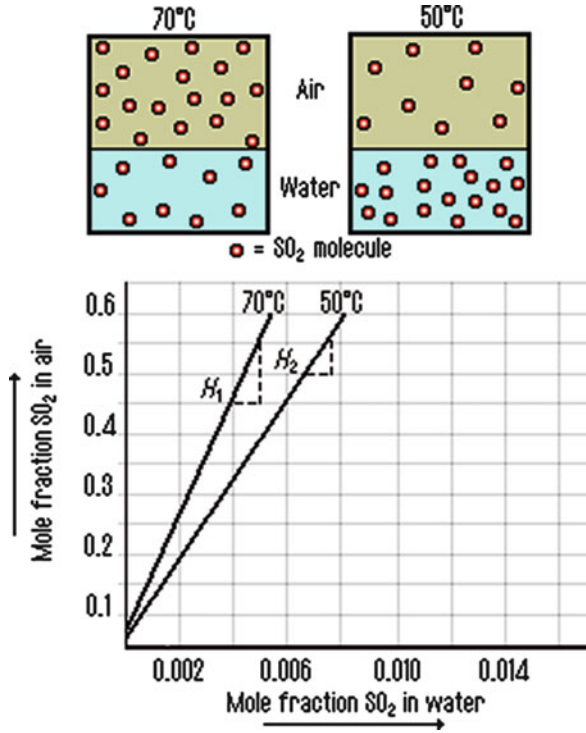 70°C 50°C
Air
Water
= SO₂ molecule
70°C 50°C
H₁ H₂
Mole fraction SO₂ in air
0.6
0.5
0.4
0.3
0.2
0.1
0.002 0.006 0.010 0.014
Mole fraction SO₂ in water